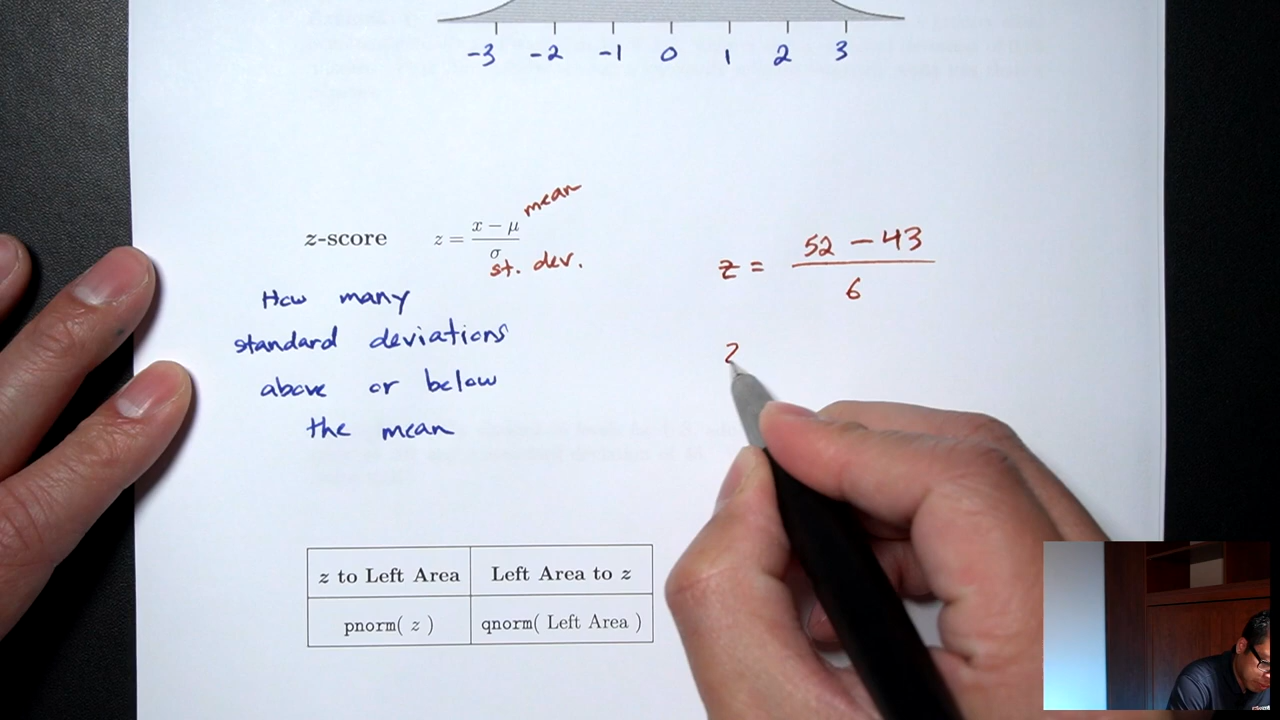 -3 -2 -1 0 1 2 3
z-score z = (x − μ)/σ
mean
st. dev.
How many
standard deviations
above or below
the mean
z = (52 − 43)/6
z
z to Left Area Left Area to z
pnorm( z ) qnorm( Left Area )